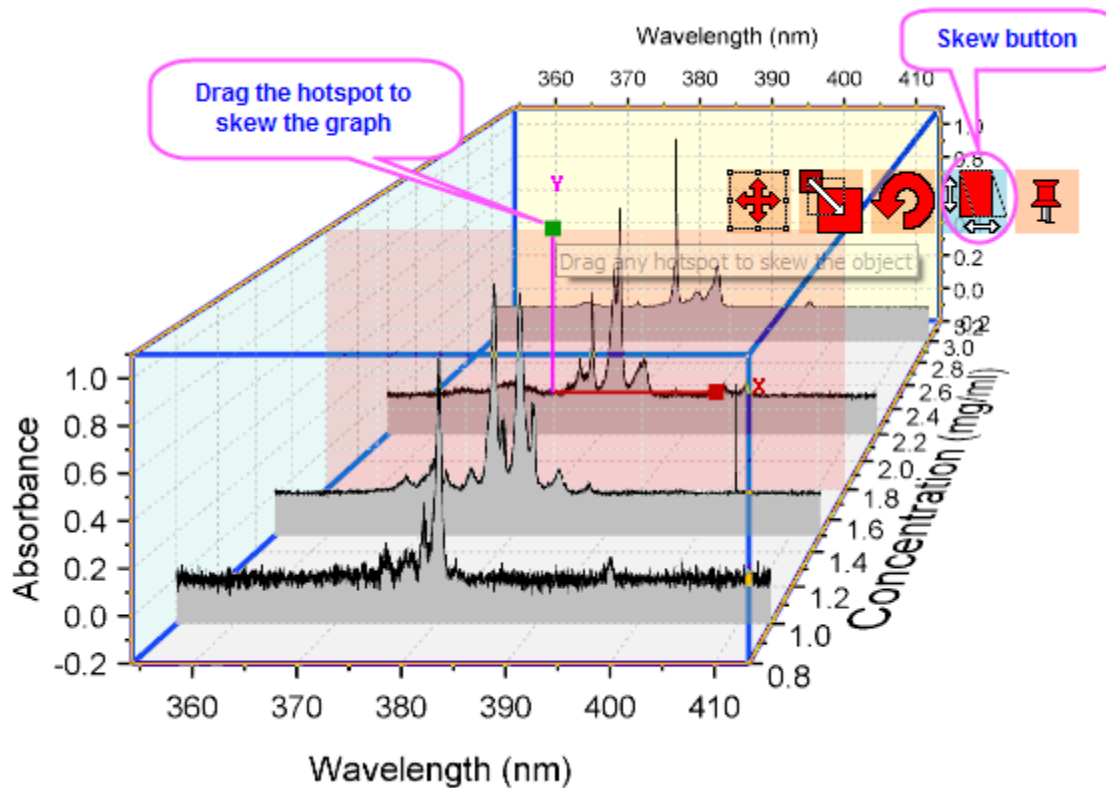 Wavelength (nm)
Skew button
360 370 380 390 400 410
Drag the hotspot to
skew the graph
Y
Drag any hotspot to skew the object
X
1.0
0.8
0.2
0.0
-0.2
Absorbance
1.0
0.8
0.6
0.4
0.2
0.0
-0.2
3.2
3.0
2.8
2.6
2.4
2.2
2.0
1.8
1.6
1.4
1.2
1.0
0.8
Concentration (mg/ml)
360 370 380 390 400 410
Wavelength (nm)